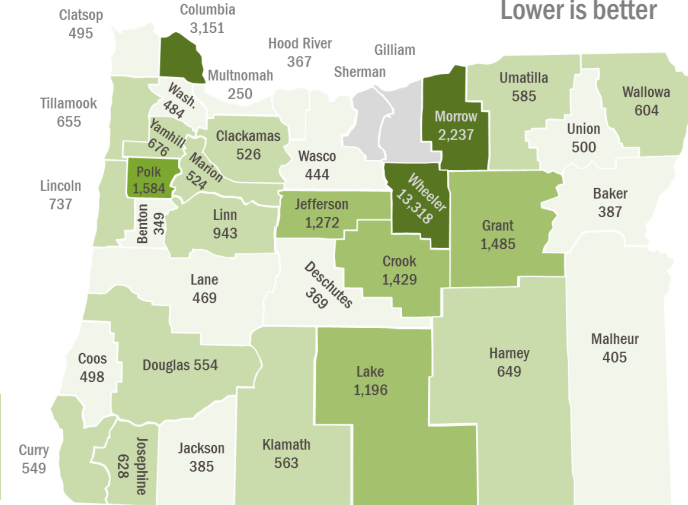 Lower is better
Clatsop
495
Columbia
3,151
Hood River
367
Gilliam
Sherman
Multnomah
250
Tillamook
655
Wash.
484
Umatilla
585
Wallowa
604
Morrow
2,237
Union
500
Yamhill
676
Clackamas
526
Marion
524
Wasco
444
Polk
1,584
Lincoln
737
Wheeler
13,318
Baker
387
Jefferson
1,272
Benton
349
Linn
943
Grant
1,485
Crook
1,429
Lane
469
Deschutes
369
Malheur
405
Coos
498
Douglas 554
Harney
649
Lake
1,196
Curry
549
Josephine
628
Jackson
385
Klamath
563